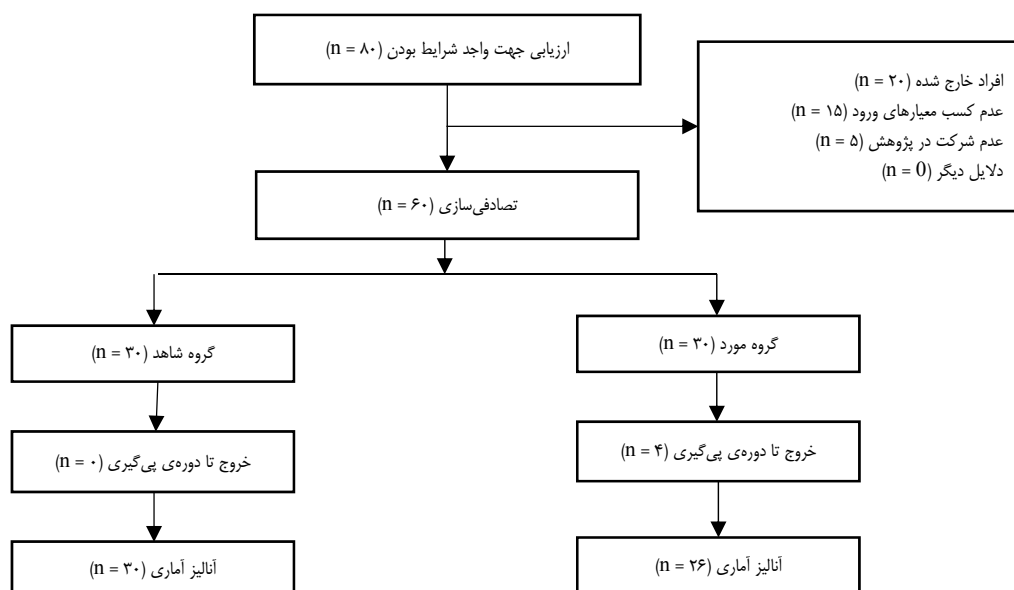 ارزیابی جهت واجد شرایط بودن (n = ۸۰)
افراد خارج شده (n = ۲۰)
عدم کسب معیارهای ورود (n = ۱۵)
عدم شرکت در پژوهش (n = ۵)
دلایل دیگر (n = 0)
تصادفی‌سازی (n = ۶۰)
گروه مورد (n = ۳۰)
گروه شاهد (n = ۳۰)
خروج تا دوره‌ی پی‌گیری (n = ۴)
خروج تا دوره‌ی پی‌گیری (n = ۰)
آنالیز آماری (n = ۲۶)
آنالیز آماری (n = ۳۰)